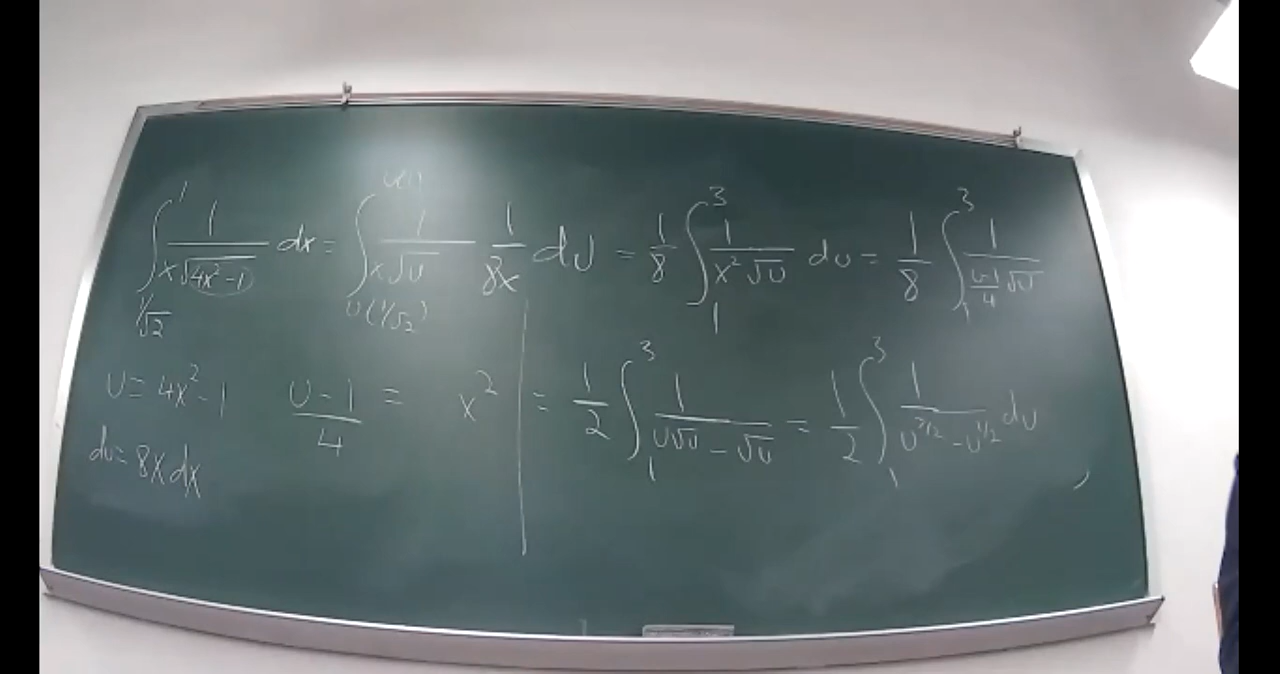 ∫_{1/√2}^{1} 1/(x√(4x²-1)) dx = ∫_{u(1/√2)}^{u(1)} 1/(x√u) 1/(8x) du = 1/8 ∫_1^3 1/(x²√u) du = 1/8 ∫_1^3 1/((u-1)/4 √u)
u = 4x²-1
(u-1)/4 = x²
du = 8x dx
= 1/2 ∫_1^3 1/(u√u - √u) = 1/2 ∫_1^3 1/(u^{3/2} - u^{1/2}) du